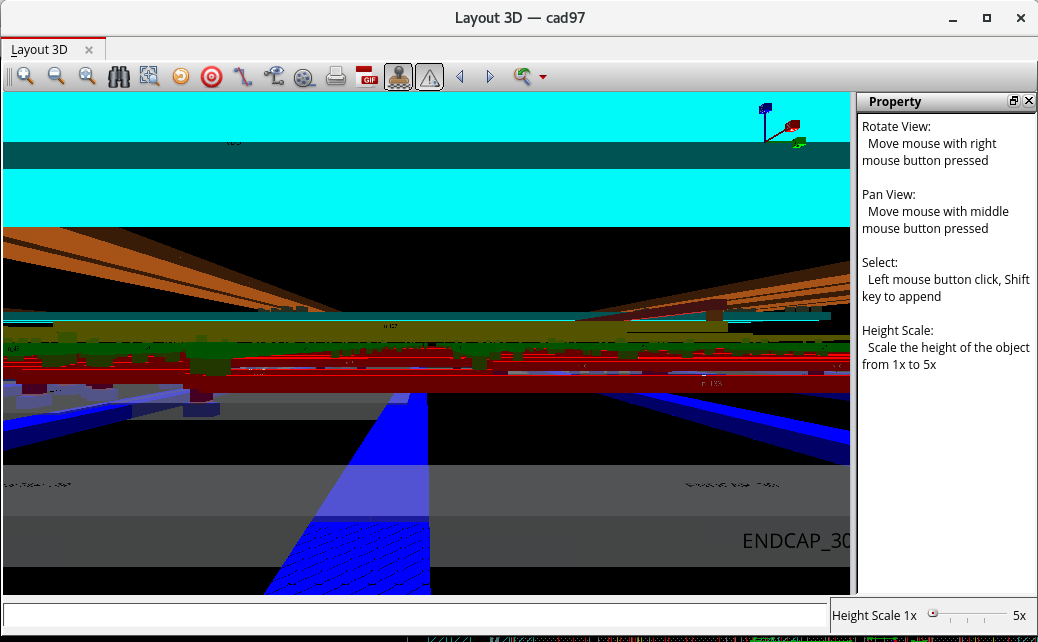 Layout 3D — cad97
Layout 3D
GIF
Property
Rotate View:
Move mouse with right
mouse button pressed
Pan View:
Move mouse with middle
mouse button pressed
Select:
Left mouse button click, Shift
key to append
Height Scale:
Scale the height of the object
from 1x to 5x
n_133
ENDCAP_30
Height Scale 1x
5x